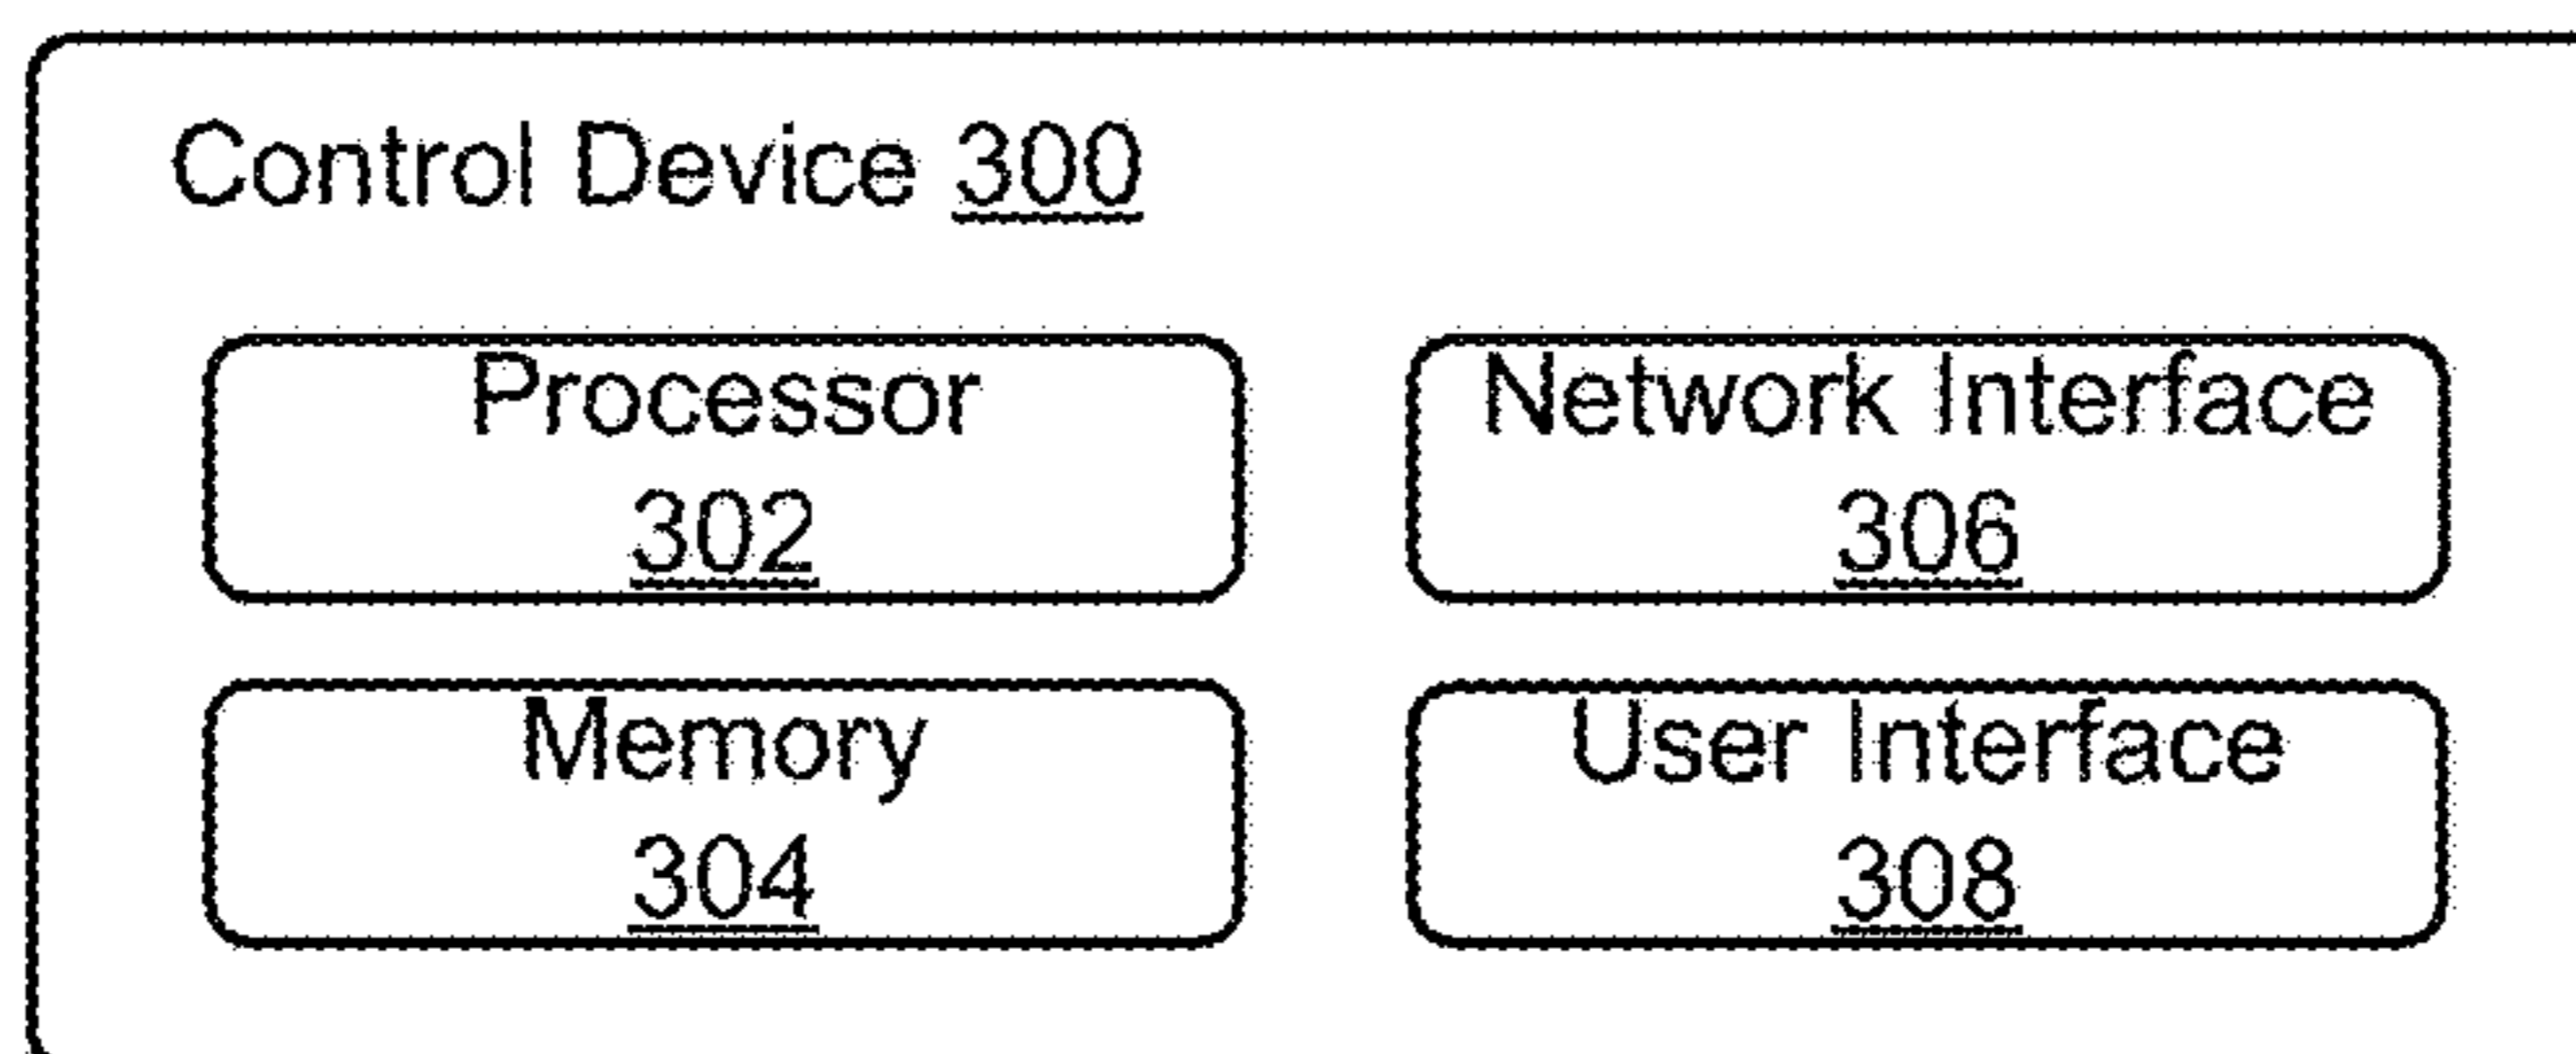 Control Device 300
Processor
302
Network Interface
306
Memory
304
User Interface
308